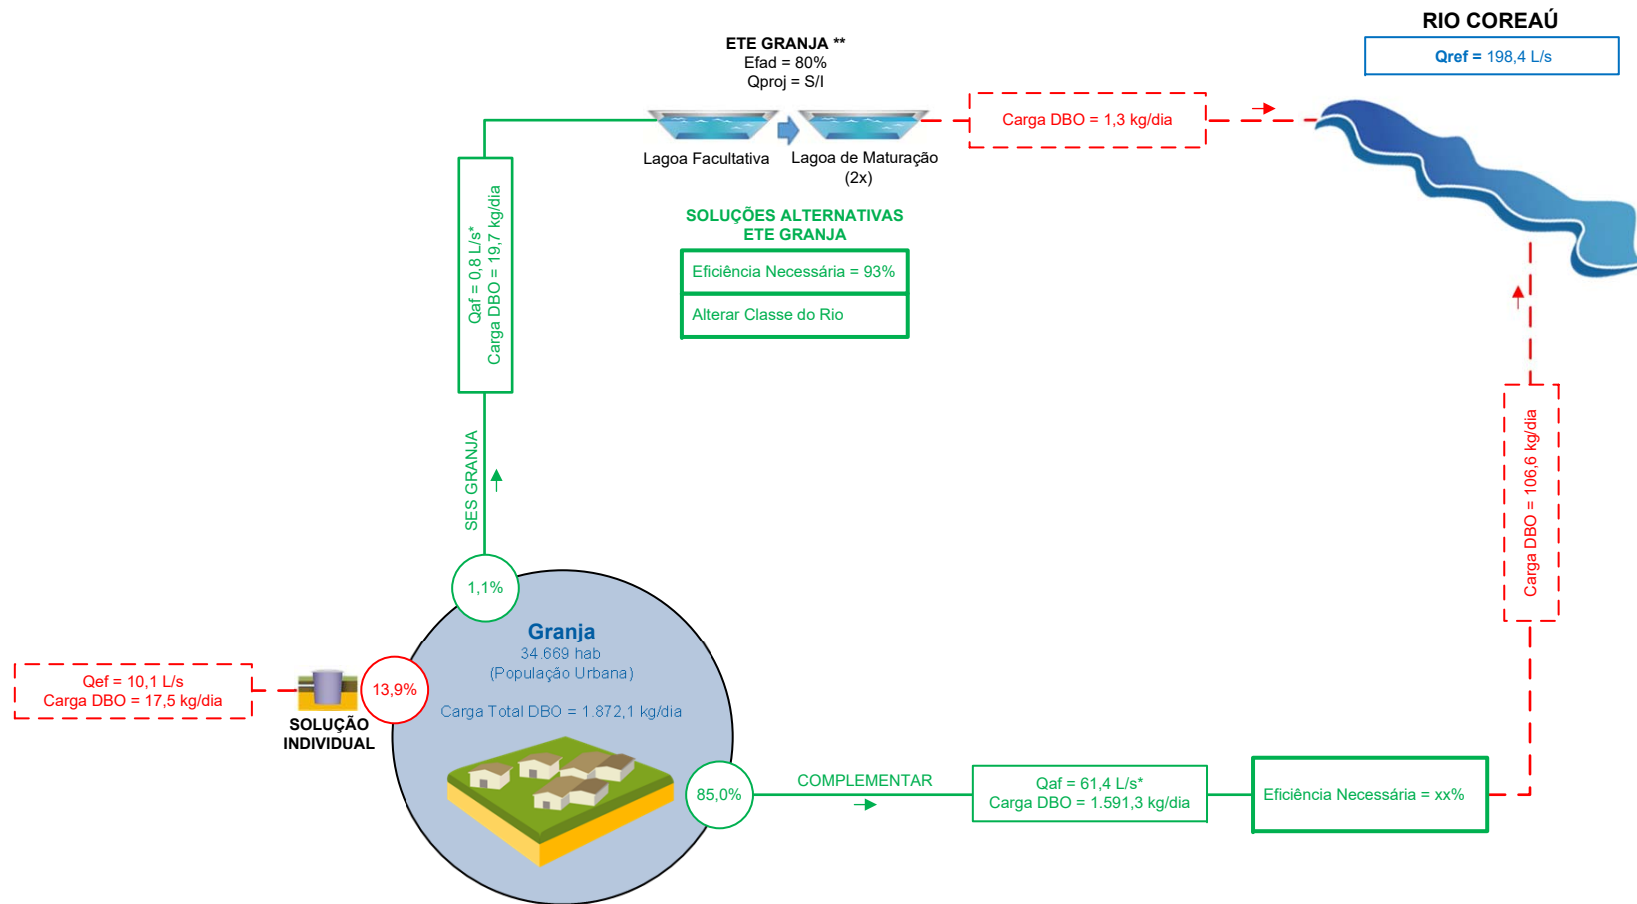 RIO COREAÚ
Qref = 198,4 L/s
ETE GRANJA **
Efad = 80%
Qproj = S/I
Carga DBO = 1,3 kg/dia
Lagoa Facultativa
Lagoa de Maturação
(2x)
SOLUÇÕES ALTERNATIVAS
ETE GRANJA
Eficiência Necessária = 93%
Alterar Classe do Rio
Qaf = 0,8 L/s*
Carga DBO = 19,7 kg/dia
SES GRANJA
1,1%
Granja
34.669 hab
(População Urbana)
Carga Total DBO = 1.872,1 kg/dia
13,9%
Qef = 10,1 L/s
Carga DBO = 17,5 kg/dia
SOLUÇÃO
INDIVIDUAL
85,0%
COMPLEMENTAR
Qaf = 61,4 L/s*
Carga DBO = 1.591,3 kg/dia
Eficiência Necessária = xx%
Carga DBO = 106,6 kg/dia